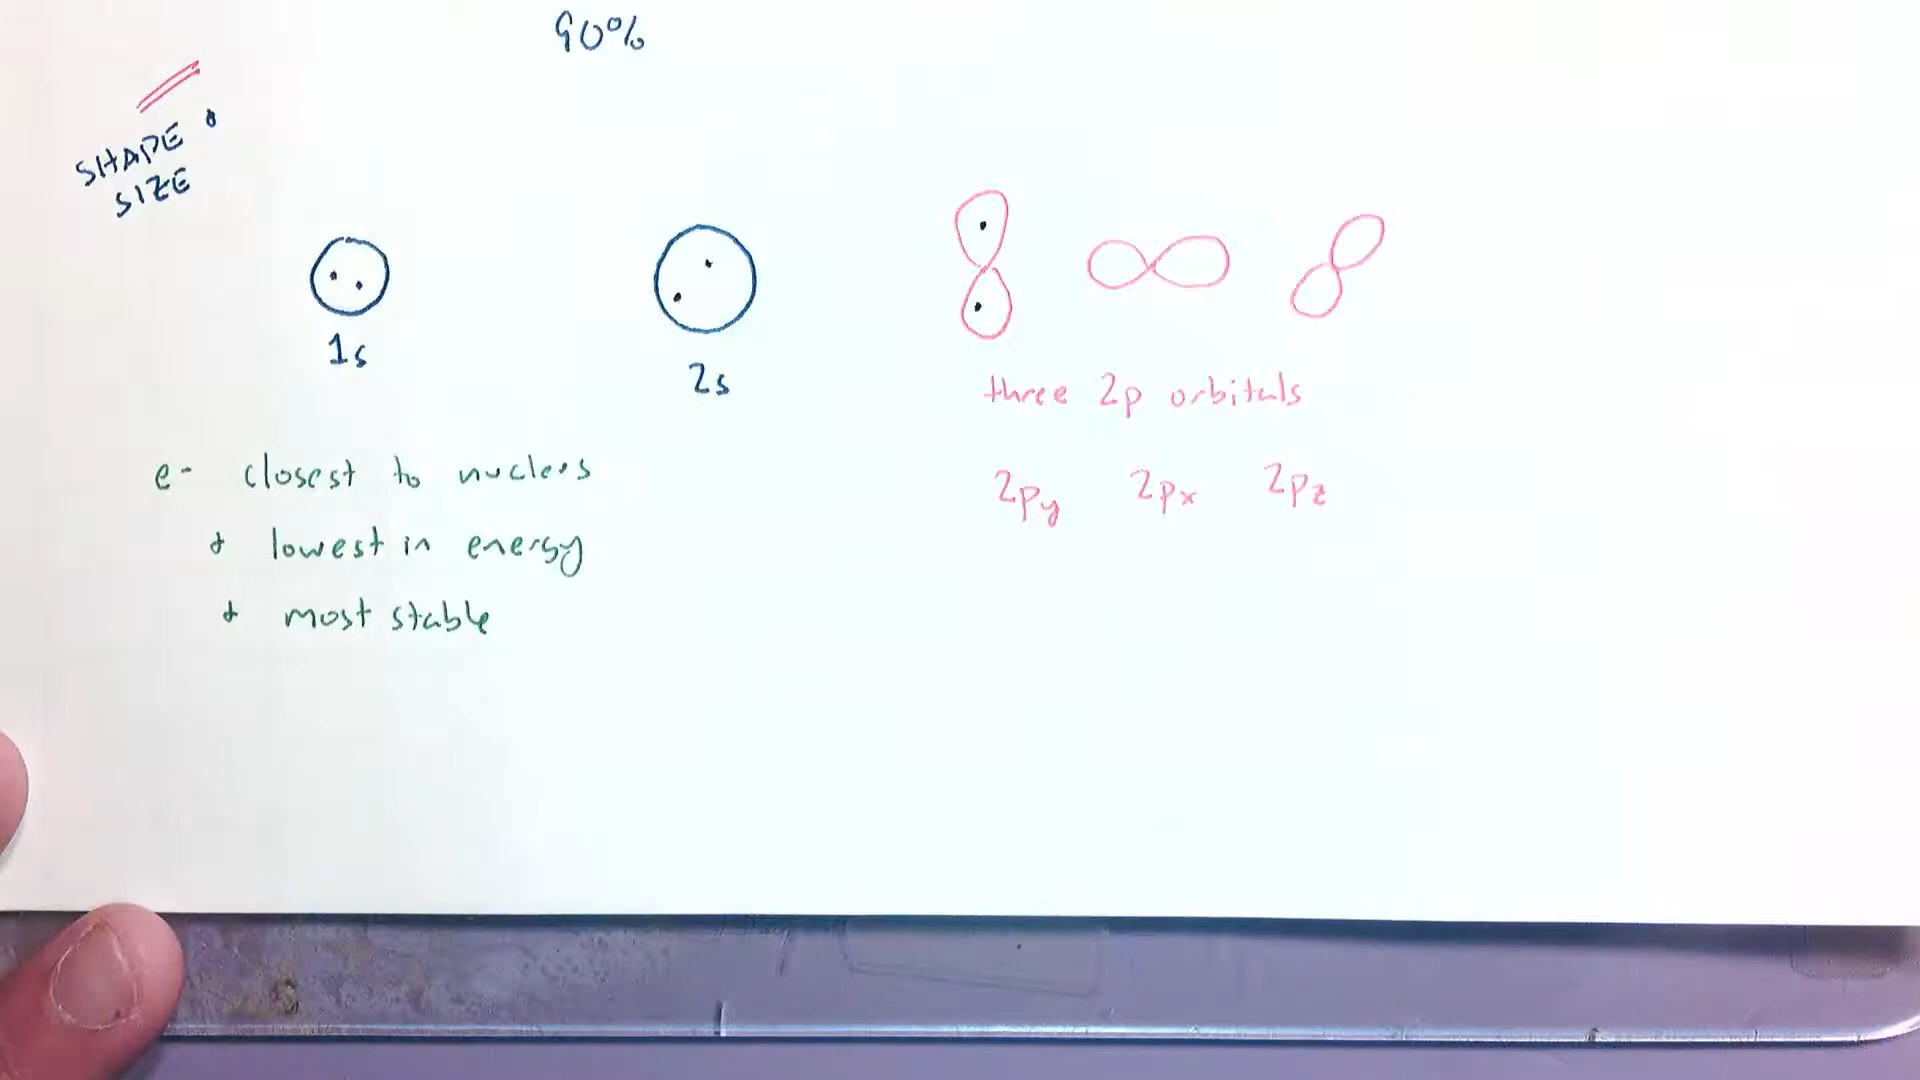 90%
SHAPE
SIZE
1s
2s
three 2p orbitals
2py 2px 2pz
e- closest to nucleus
+ lowest in energy
+ most stable